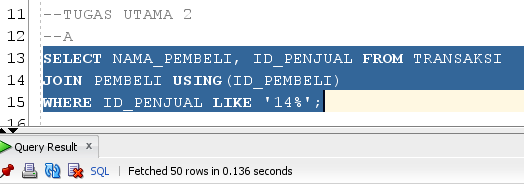 11 --TUGAS UTAMA 2
12 --A
13 SELECT NAMA_PEMBELI, ID_PENJUAL FROM TRANSAKSI
14 JOIN PEMBELI USING(ID_PEMBELI)
15 WHERE ID_PENJUAL LIKE '14%';
16
Query Result x
SQL | Fetched 50 rows in 0.136 seconds